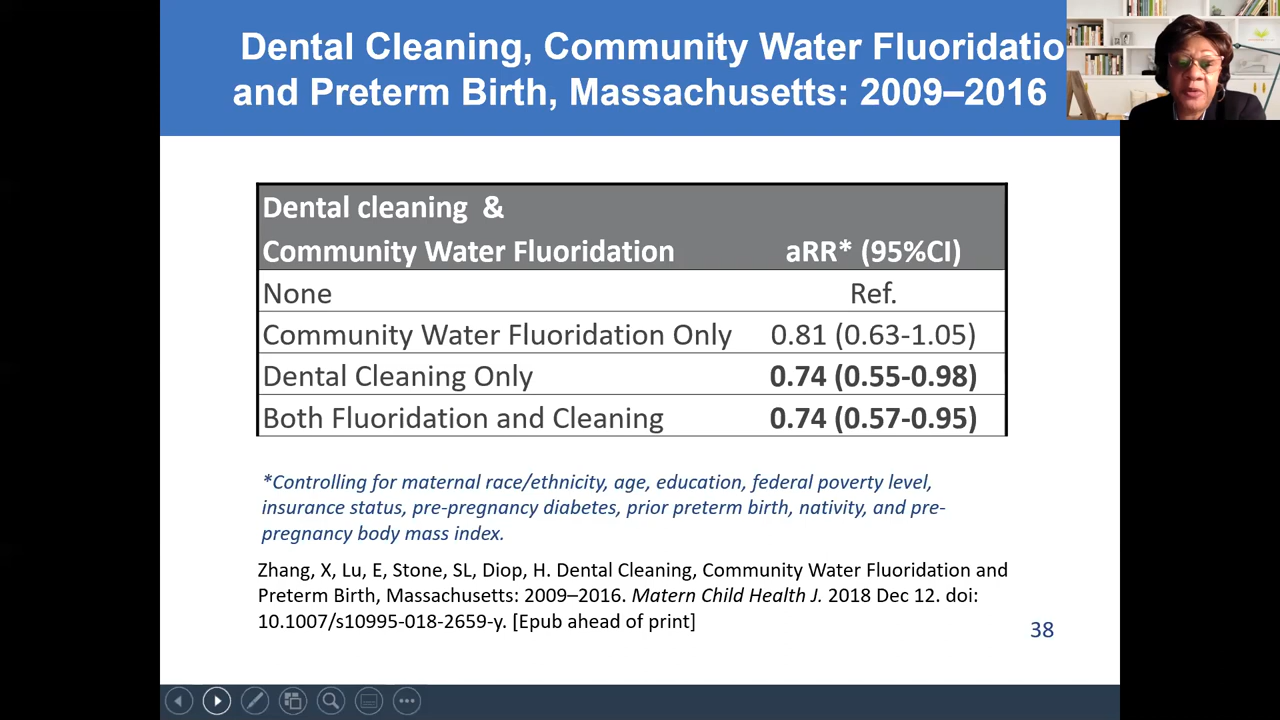 Dental Cleaning, Community Water Fluoridatio
and Preterm Birth, Massachusetts: 2009–2016
Dental cleaning &
Community Water Fluoridation aRR* (95%CI)
None Ref.
Community Water Fluoridation Only 0.81 (0.63-1.05)
Dental Cleaning Only 0.74 (0.55-0.98)
Both Fluoridation and Cleaning 0.74 (0.57-0.95)
*Controlling for maternal race/ethnicity, age, education, federal poverty level,
insurance status, pre-pregnancy diabetes, prior preterm birth, nativity, and pre-
pregnancy body mass index.
Zhang, X, Lu, E, Stone, SL, Diop, H. Dental Cleaning, Community Water Fluoridation and
Preterm Birth, Massachusetts: 2009–2016. Matern Child Health J. 2018 Dec 12. doi:
10.1007/s10995-018-2659-y. [Epub ahead of print]
38